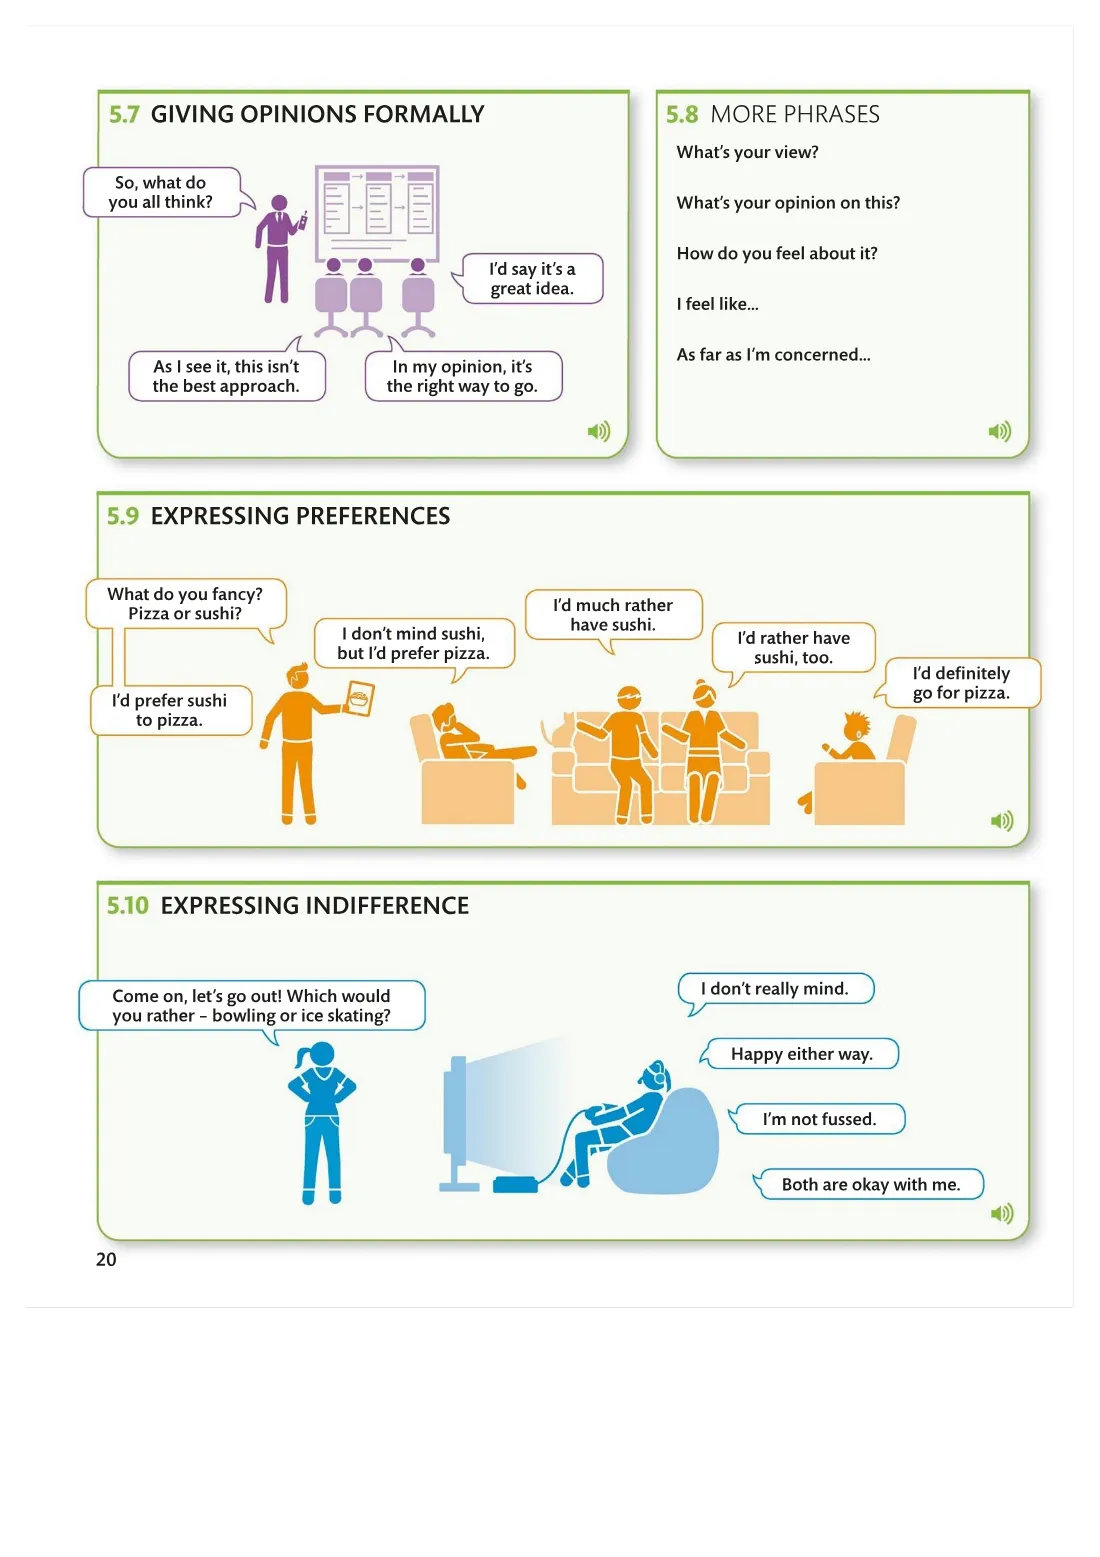 5.7 GIVING OPINIONS FORMALLY
So, what do
you all think?
I'd say it's a
great idea.
As I see it, this isn't
the best approach.
In my opinion, it's
the right way to go.
5.8 MORE PHRASES
What's your view?
What's your opinion on this?
How do you feel about it?
I feel like...
As far as I'm concerned...
5.9 EXPRESSING PREFERENCES
What do you fancy?
Pizza or sushi?
I'd prefer sushi
to pizza.
I don't mind sushi,
but I'd prefer pizza.
I'd much rather
have sushi.
I'd rather have
sushi, too.
I'd definitely
go for pizza.
5.10 EXPRESSING INDIFFERENCE
Come on, let's go out! Which would
you rather – bowling or ice skating?
I don't really mind.
Happy either way.
I'm not fussed.
Both are okay with me.
20